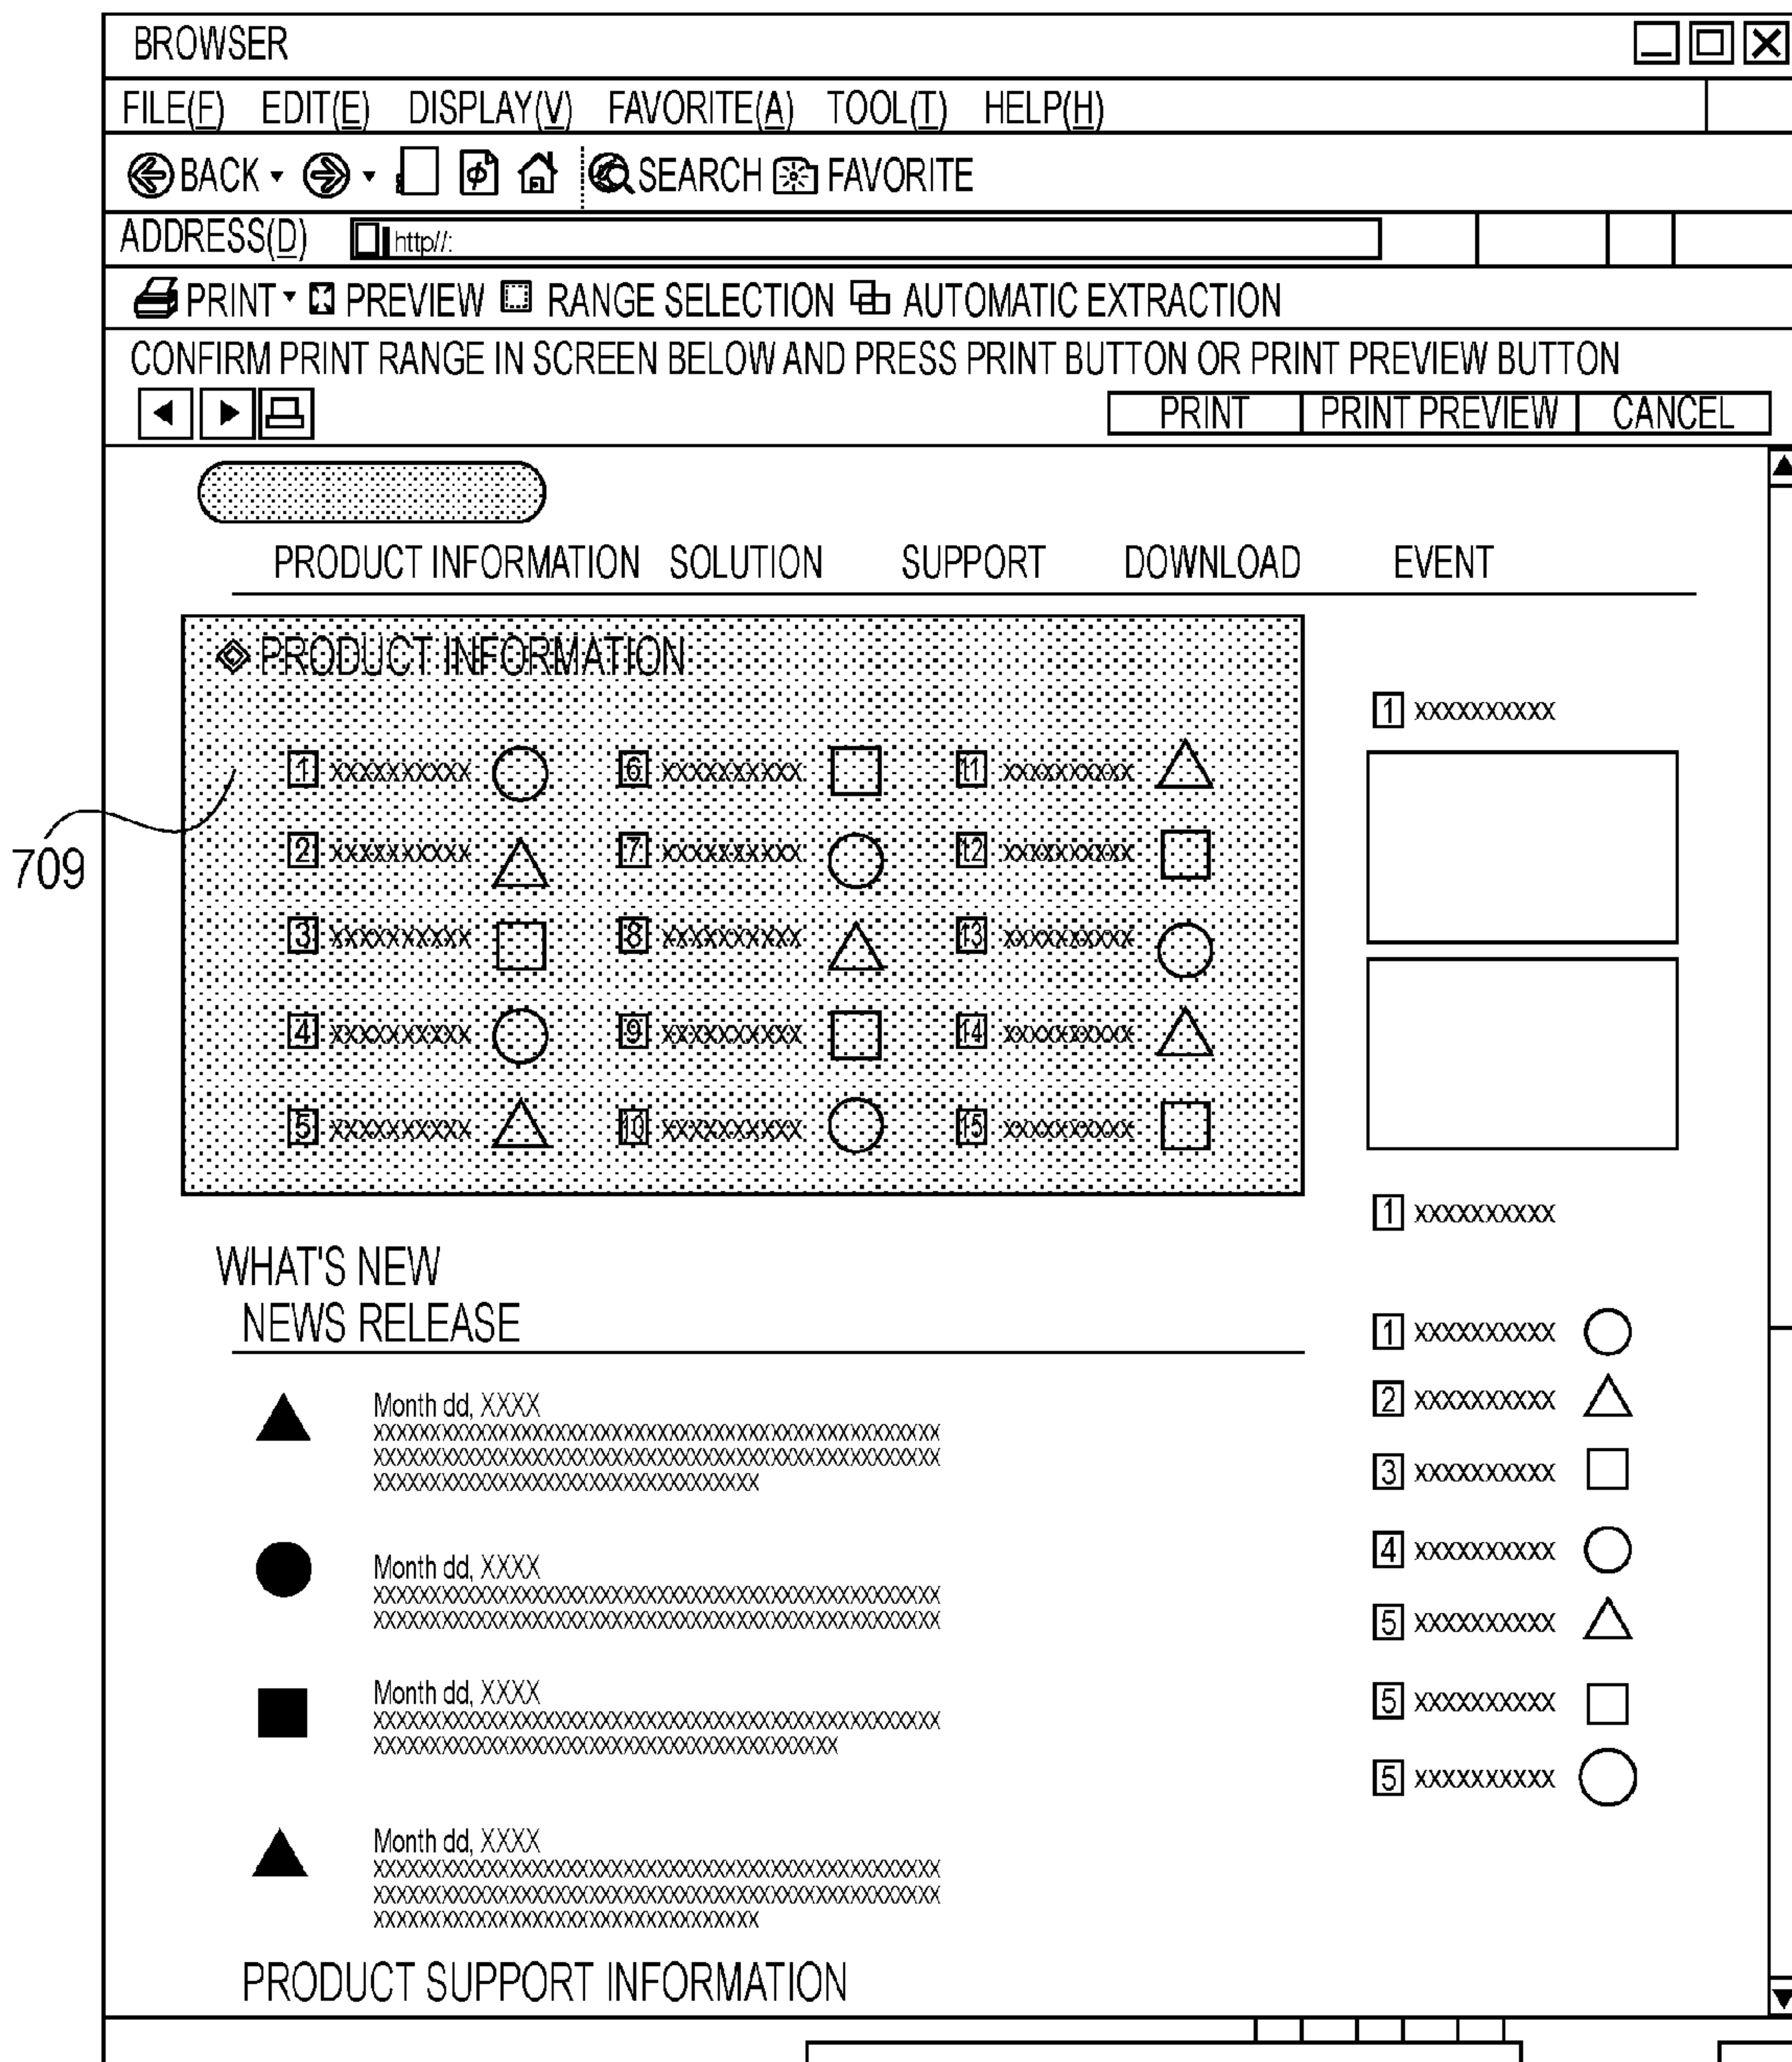 BROWSER
FILE(F) EDIT(E) DISPLAY(V) FAVORITE(A) TOOL(T) HELP(H)
BACK SEARCH FAVORITE
ADDRESS(D) http//:
PRINT PREVIEW RANGE SELECTION AUTOMATIC EXTRACTION
CONFIRM PRINT RANGE IN SCREEN BELOW AND PRESS PRINT BUTTON OR PRINT PREVIEW BUTTON
PRINT PRINT PREVIEW CANCEL
PRODUCT INFORMATION SOLUTION SUPPORT DOWNLOAD EVENT
PRODUCT INFORMATION
1 XXXXXXXXXX 6 XXXXXXXXXX 11 XXXXXXXXXX
2 XXXXXXXXXX 7 XXXXXXXXXX 12 XXXXXXXXXX
3 XXXXXXXXXX 8 XXXXXXXXXX 13 XXXXXXXXXX
4 XXXXXXXXXX 9 XXXXXXXXXX 14 XXXXXXXXXX
5 XXXXXXXXXX 10 XXXXXXXXXX 15 XXXXXXXXXX
709
1 XXXXXXXXXX
1 XXXXXXXXXX
1 XXXXXXXXXX
2 XXXXXXXXXX
3 XXXXXXXXXX
4 XXXXXXXXXX
5 XXXXXXXXXX
5 XXXXXXXXXX
5 XXXXXXXXXX
WHAT'S NEW
NEWS RELEASE
Month dd, XXXX
Month dd, XXXX
Month dd, XXXX
Month dd, XXXX
PRODUCT SUPPORT INFORMATION